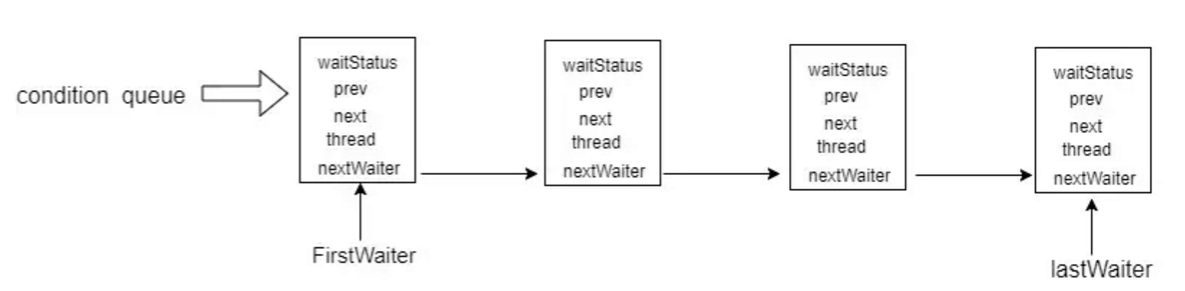 condition queue
waitStatus
prev
next
thread
nextWaiter
FirstWaiter
waitStatus
prev
next
thread
nextWaiter
waitStatus
prev
next
thread
nextWaiter
waitStatus
prev
next
thread
nextWaiter
lastWaiter